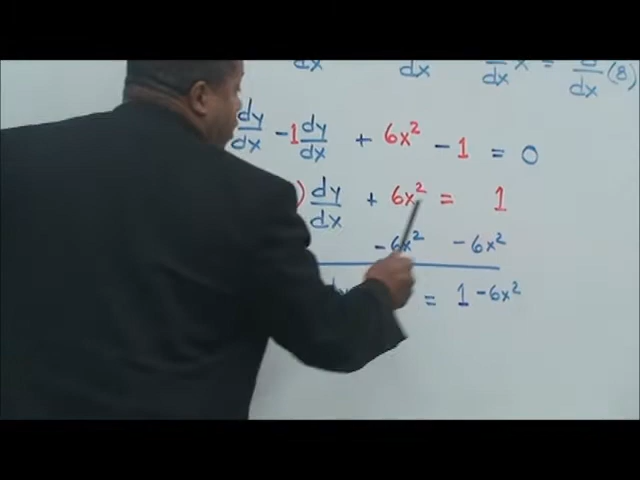 dx dx dx x = dx (8)
dy/dx -1 dy/dx + 6x² - 1 = 0
) dy/dx + 6x² = 1
- 6x² - 6x²
= 1 - 6x²